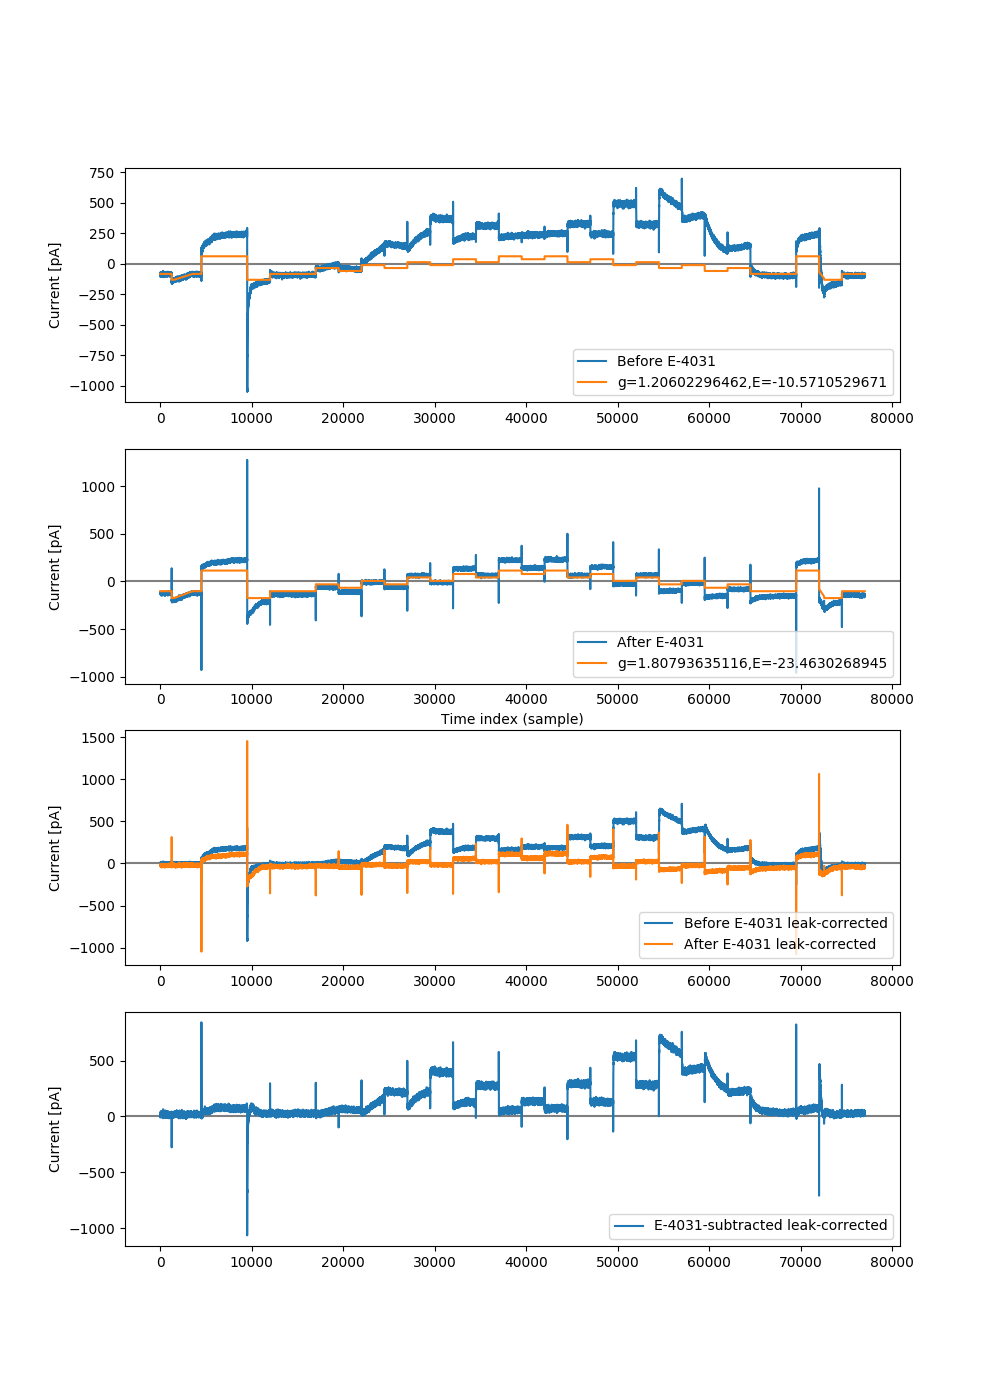 750
500
250
0
−250
−500
−750
−1000
Current [pA]
Before E-4031
g=1.20602296462,E=-10.5710529671
0 10000 20000 30000 40000 50000 60000 70000 80000
1000
500
0
−500
−1000
Current [pA]
After E-4031
g=1.80793635116,E=-23.4630268945
0 10000 20000 30000 40000 50000 60000 70000 80000
Time index (sample)
1500
1000
500
0
−500
−1000
Current [pA]
Before E-4031 leak-corrected
After E-4031 leak-corrected
0 10000 20000 30000 40000 50000 60000 70000 80000
500
0
−500
−1000
Current [pA]
E-4031-subtracted leak-corrected
0 10000 20000 30000 40000 50000 60000 70000 80000